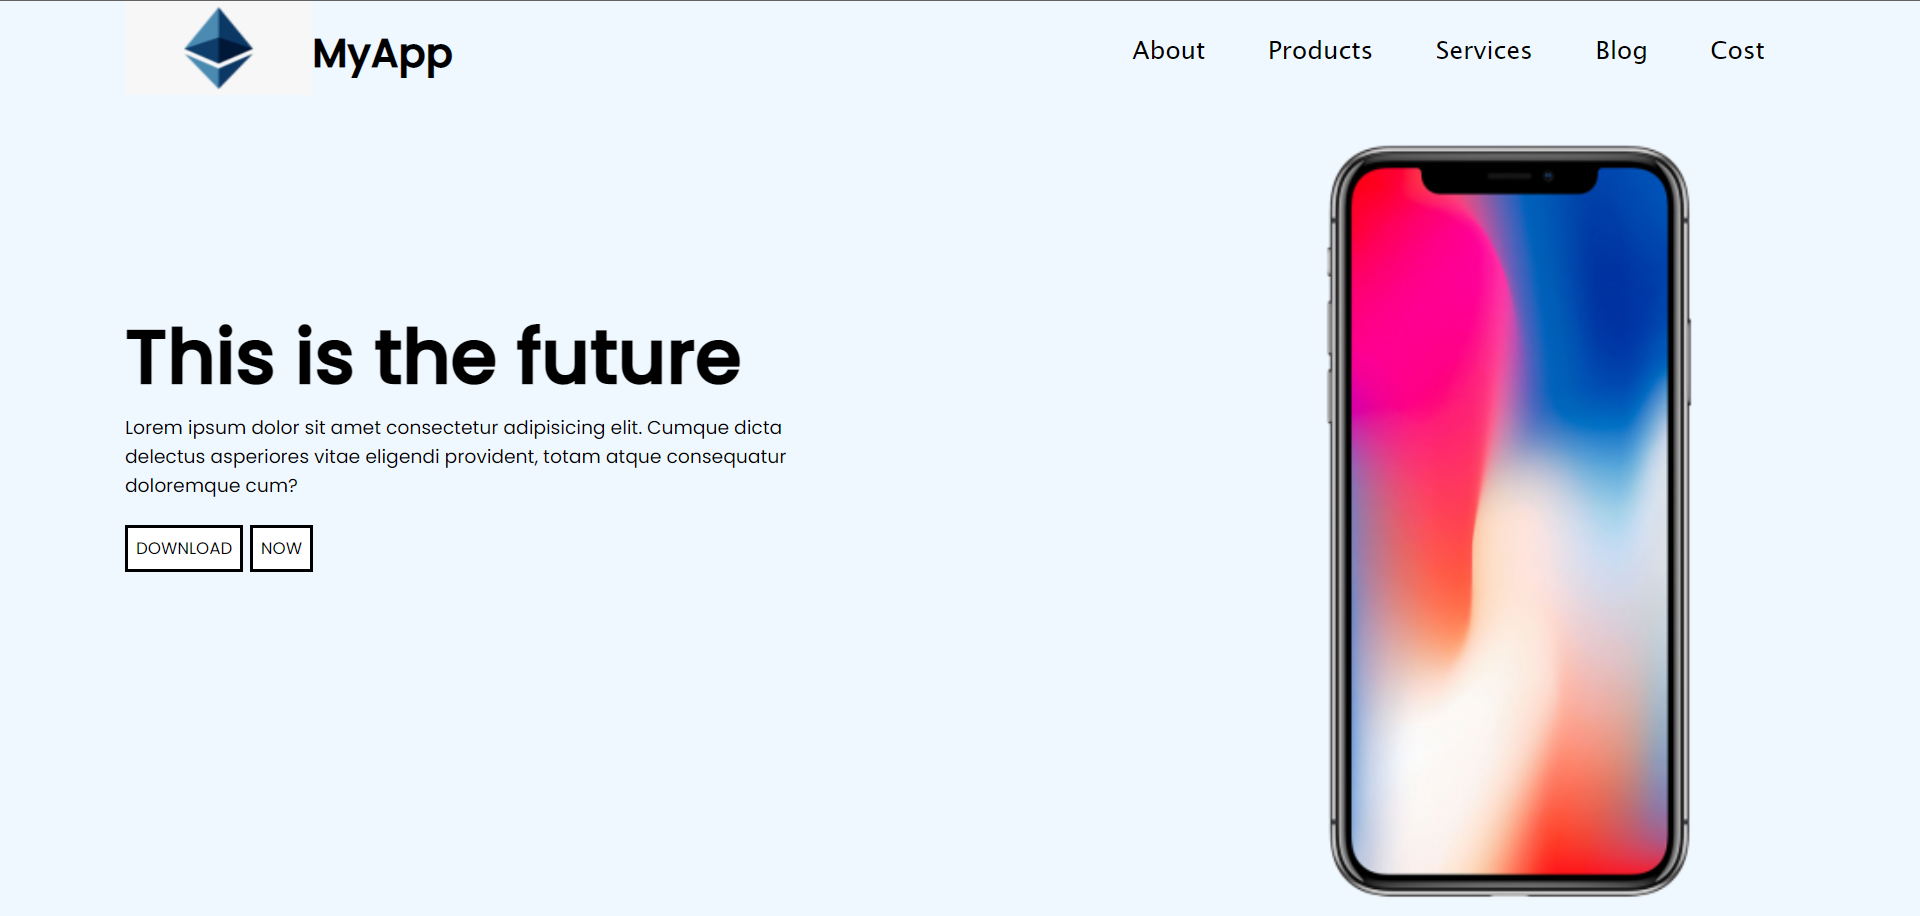 MyApp
About Products Services Blog Cost
This is the future
Lorem ipsum dolor sit amet consectetur adipisicing elit. Cumque dicta
delectus asperiores vitae eligendi provident, totam atque consequatur
doloremque cum?
DOWNLOAD NOW